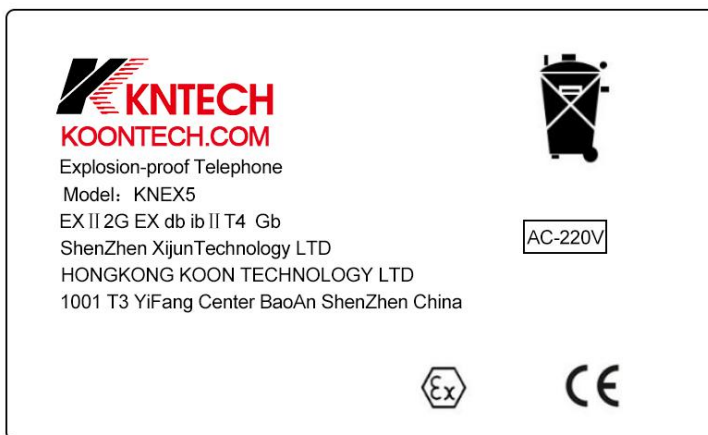 KNTECH
KOONTECH.COM
Explosion-proof Telephone
Model： KNEX5
EX Ⅱ 2G EX db ib Ⅱ T4 Gb
ShenZhen XijunTechnology LTD
HONGKONG KOON TECHNOLOGY LTD
1001 T3 YiFang Center BaoAn ShenZhen China
AC-220V
Ex
CE